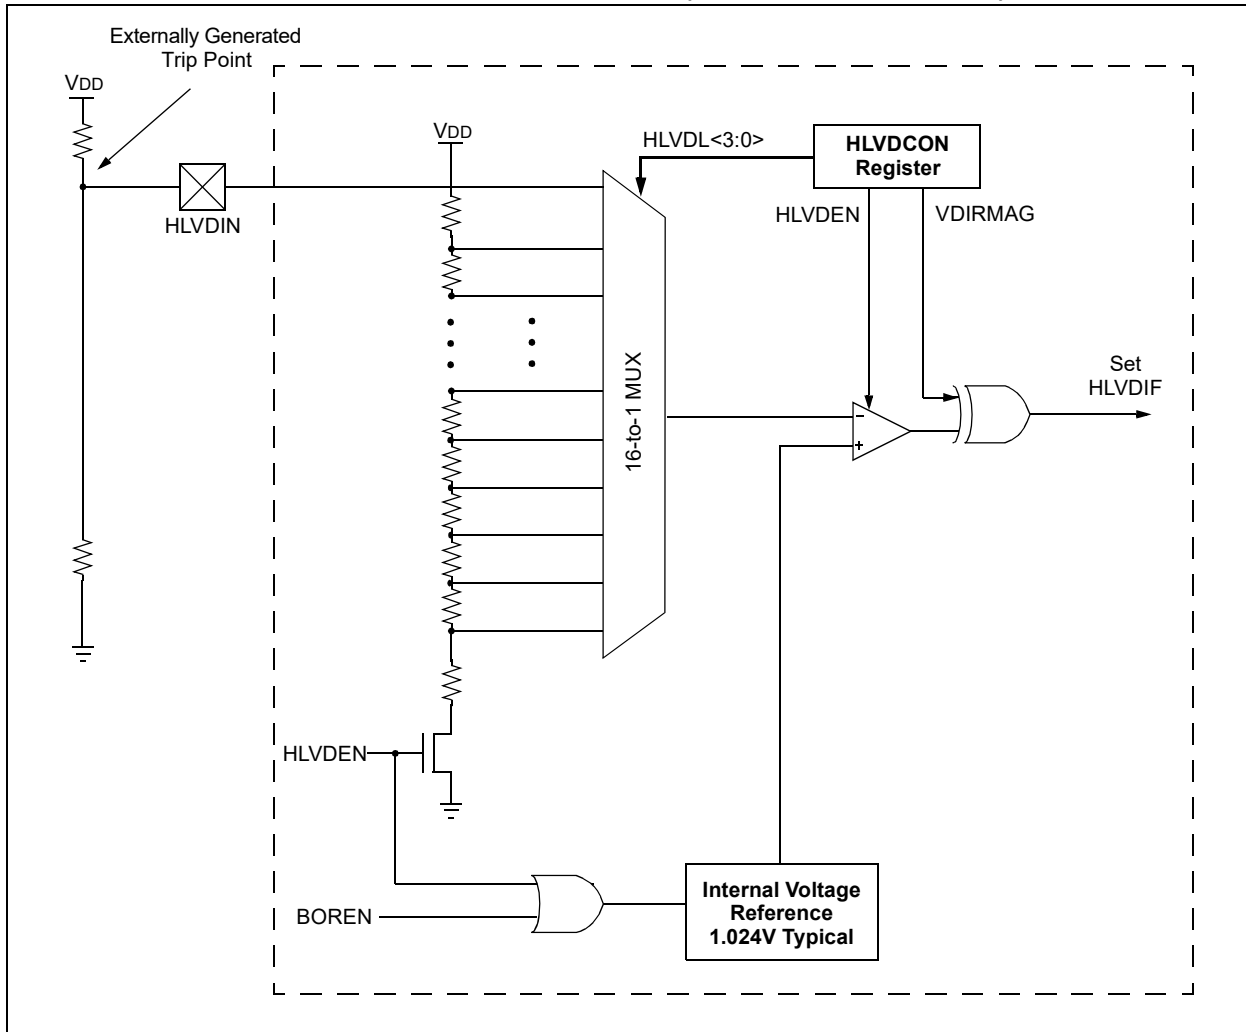 Externally Generated
Trip Point
VDD
VDD
HLVDIN
HLVDL<3:0>
HLVDCON
Register
HLVDEN
VDIRMAG
16-to-1 MUX
Set
HLVDIF
–
+
HLVDEN
BOREN
Internal Voltage
Reference
1.024V Typical